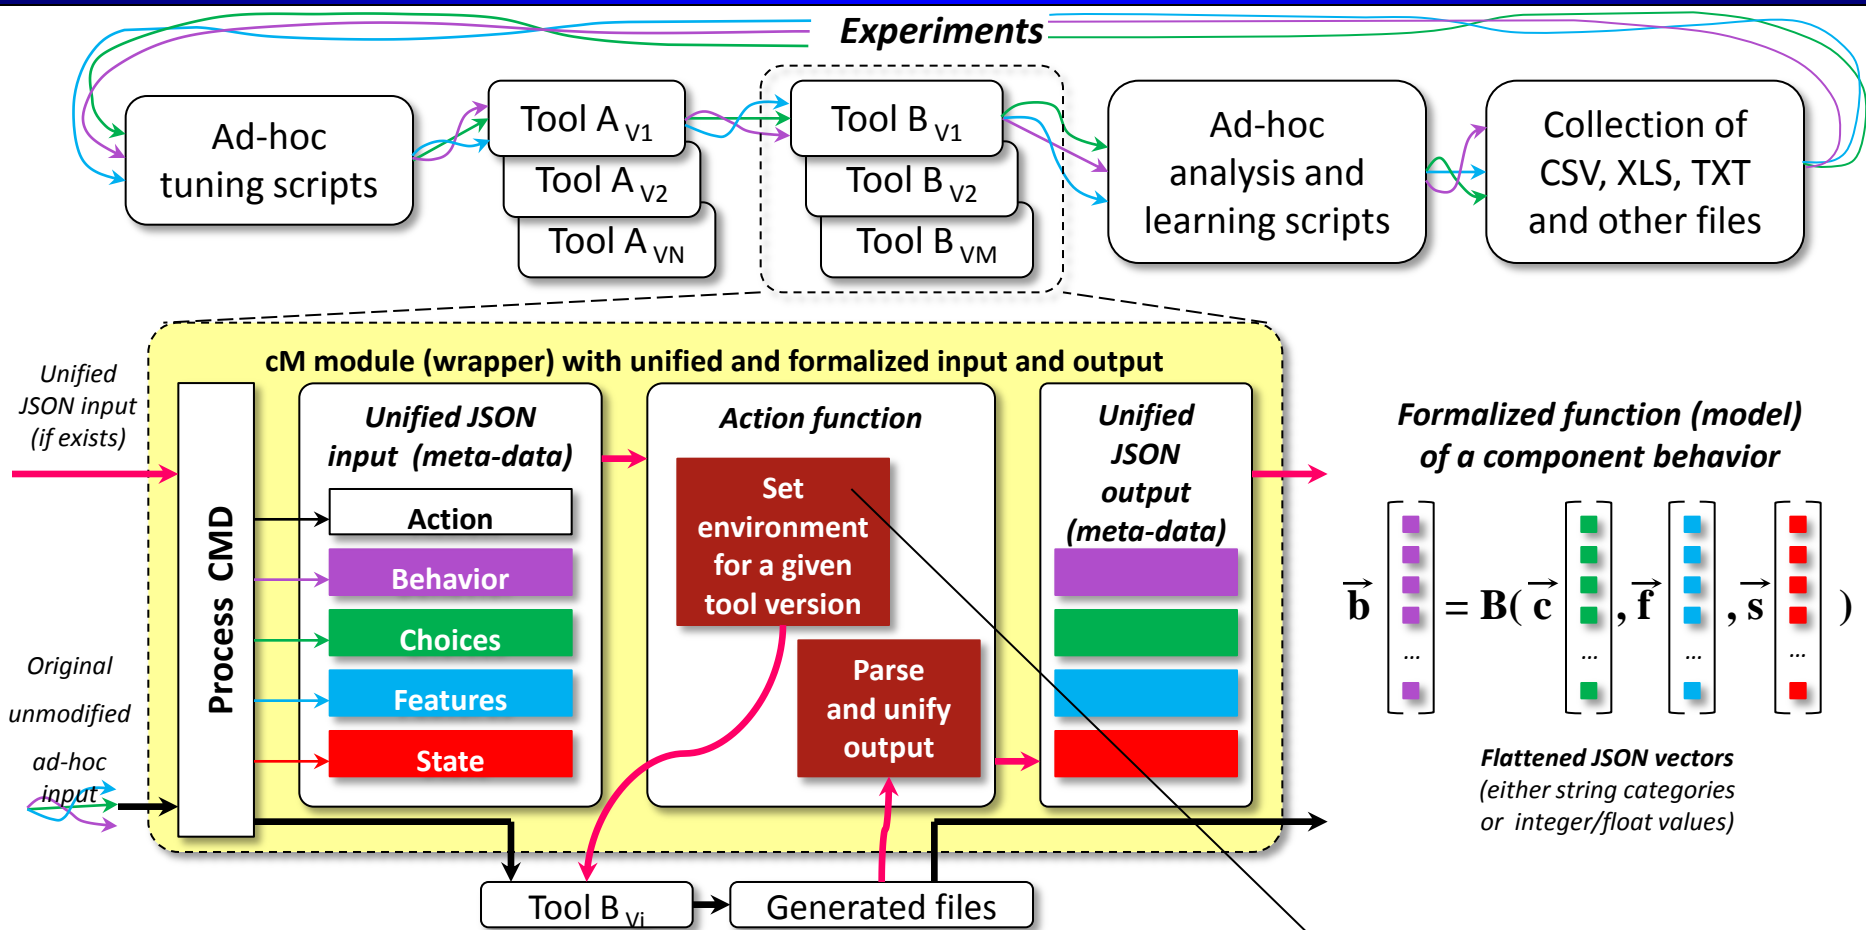 Experiments
Ad-hoc
tuning scripts
Tool A V1
Tool A V2
Tool A VN
Tool B V1
Tool B V2
Tool B VM
Ad-hoc
analysis and
learning scripts
Collection of
CSV, XLS, TXT
and other files
cM module (wrapper) with unified and formalized input and output
Unified
JSON input
(if exists)
Original
unmodified
ad-hoc
input
Process CMD
Unified JSON
input (meta-data)
Action
Behavior
Choices
Features
State
Action function
Set
environment
for a given
tool version
Parse
and unify
output
Unified
JSON
output
(meta-data)
Tool B Vi
Generated files
Formalized function (model)
of a component behavior
b = B( c , f , s )
... ... ... ...
Flattened JSON vectors
(either string categories
or integer/float values)